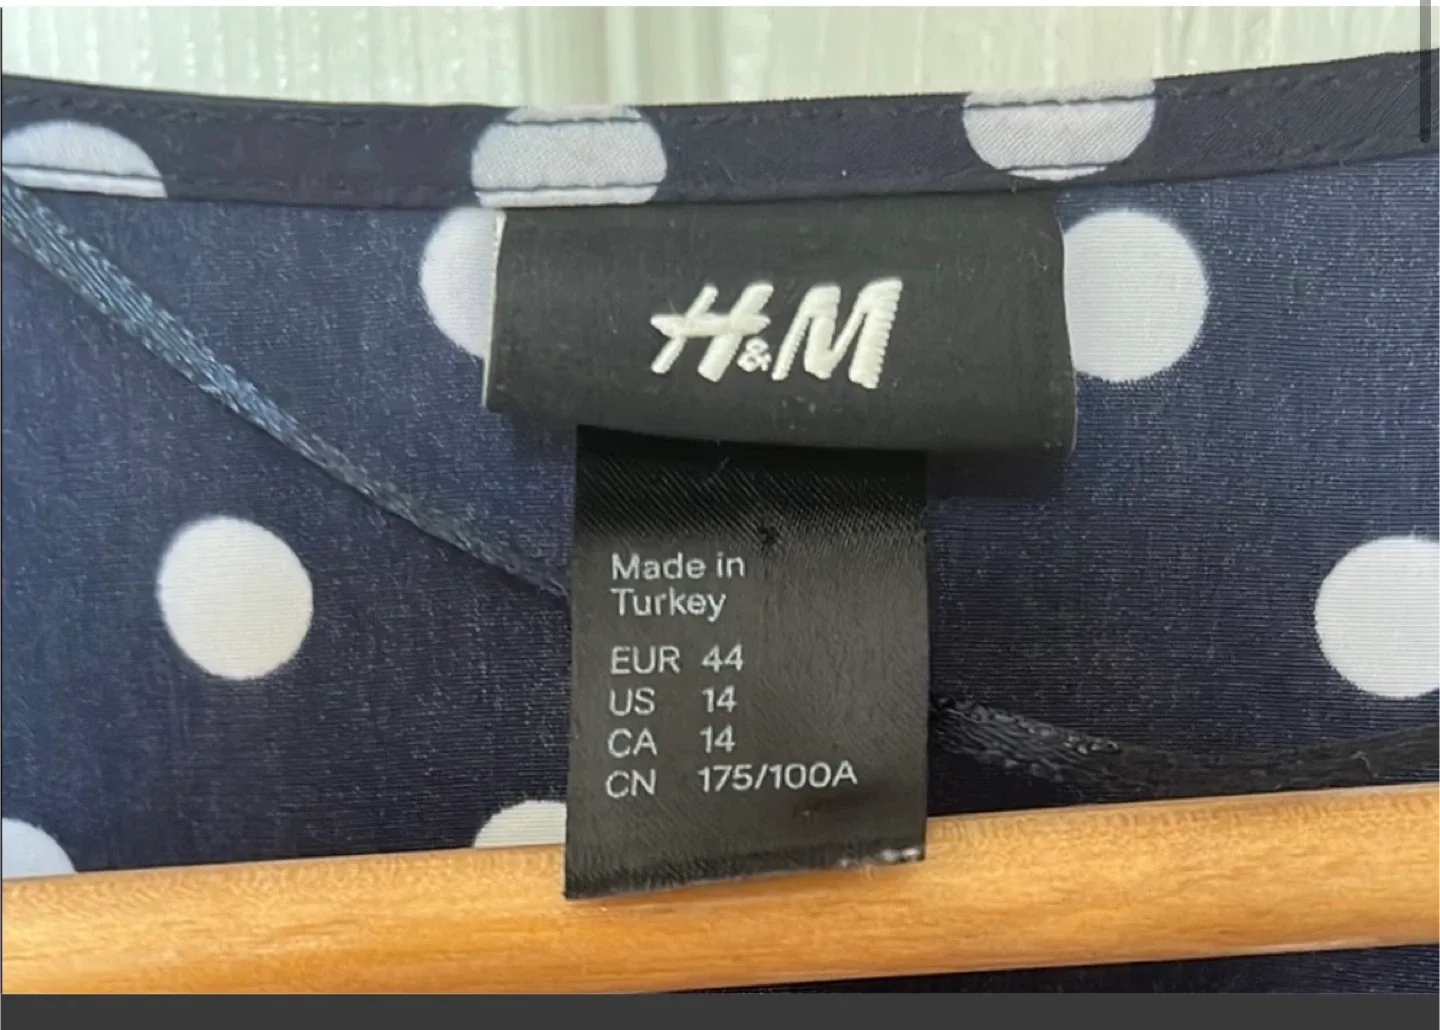 H&M
Made in
Turkey
EUR 44
US 14
CA 14
CN 175/100A